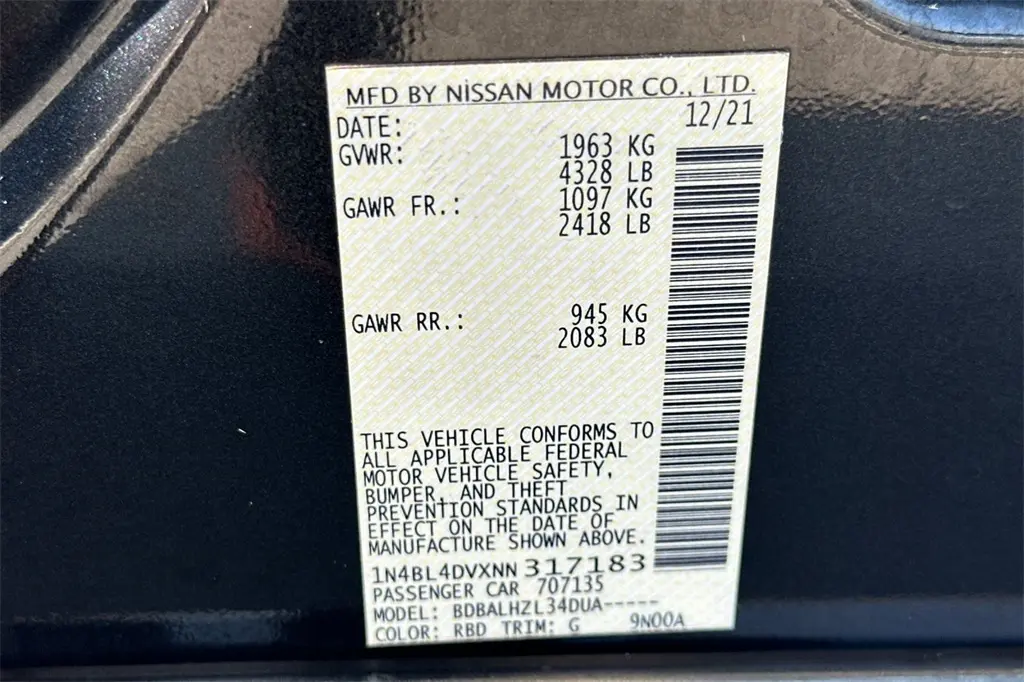 MFD BY NISSAN MOTOR CO., LTD.
DATE: 12/21
GVWR: 1963 KG
4328 LB
GAWR FR.: 1097 KG
2418 LB
GAWR RR.: 945 KG
2083 LB
THIS VEHICLE CONFORMS TO
ALL APPLICABLE FEDERAL
MOTOR VEHICLE SAFETY,
BUMPER, AND THEFT
PREVENTION STANDARDS IN
EFFECT ON THE DATE OF
MANUFACTURE SHOWN ABOVE.
1N4BL4DVXNN317183
PASSENGER CAR 707135
MODEL: BDBALHZL34DUA-----
COLOR: RBD TRIM: G 9N00A